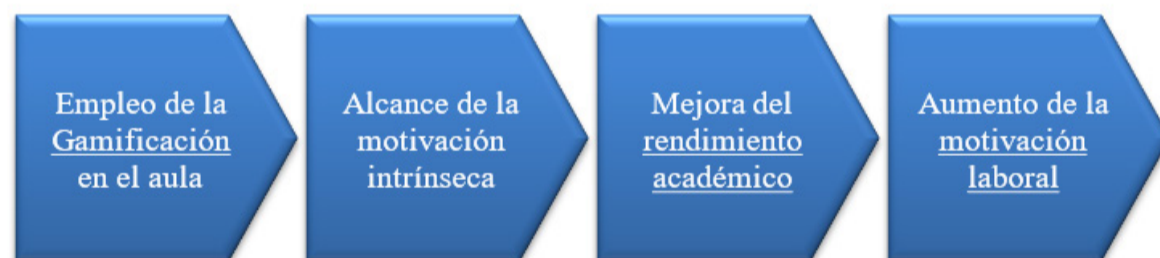 Empleo de la
Gamificación
en el aula
Alcance de la
motivación
intrínseca
Mejora del
rendimiento
académico
Aumento de la
motivación
laboral